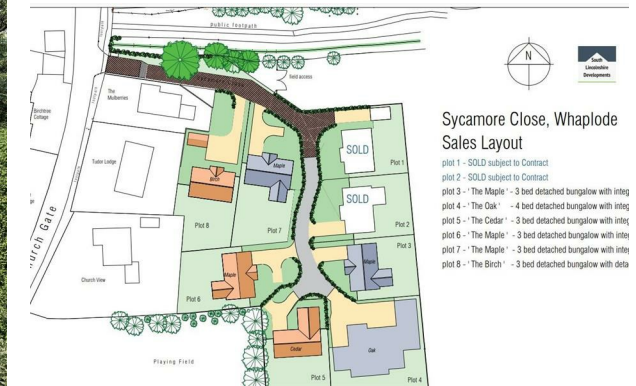 public footpath
footpath
field access
N
South
Lincolnshire
Developments
The
Mulberries
Birchtree
Cottage
Tudor Lodge
Church View
Playing Field
Birch
Maple
SOLD
Plot 1
SOLD
Plot 2
Plot 3
Plot 8
Plot 7
Maple
Maple
Plot 6
Cedar
Oak
Plot 5
Plot 4
Sycamore Close, Whaplode
Sales Layout
plot 1 - SOLD subject to Contract
plot 2 - SOLD subject to Contract
plot 3 - ' The Maple ' - 3 bed detached bungalow with integ
plot 4 - ' The Oak ' - 4 bed detached bungalow with integ
plot 5 - ' The Cedar ' - 3 bed detached bungalow with integ
plot 6 - ' The Maple ' - 3 bed detached bungalow with integ
plot 7 - ' The Maple ' - 3 bed detached bungalow with integ
plot 8 - ' The Birch ' - 3 bed detached bungalow with deta